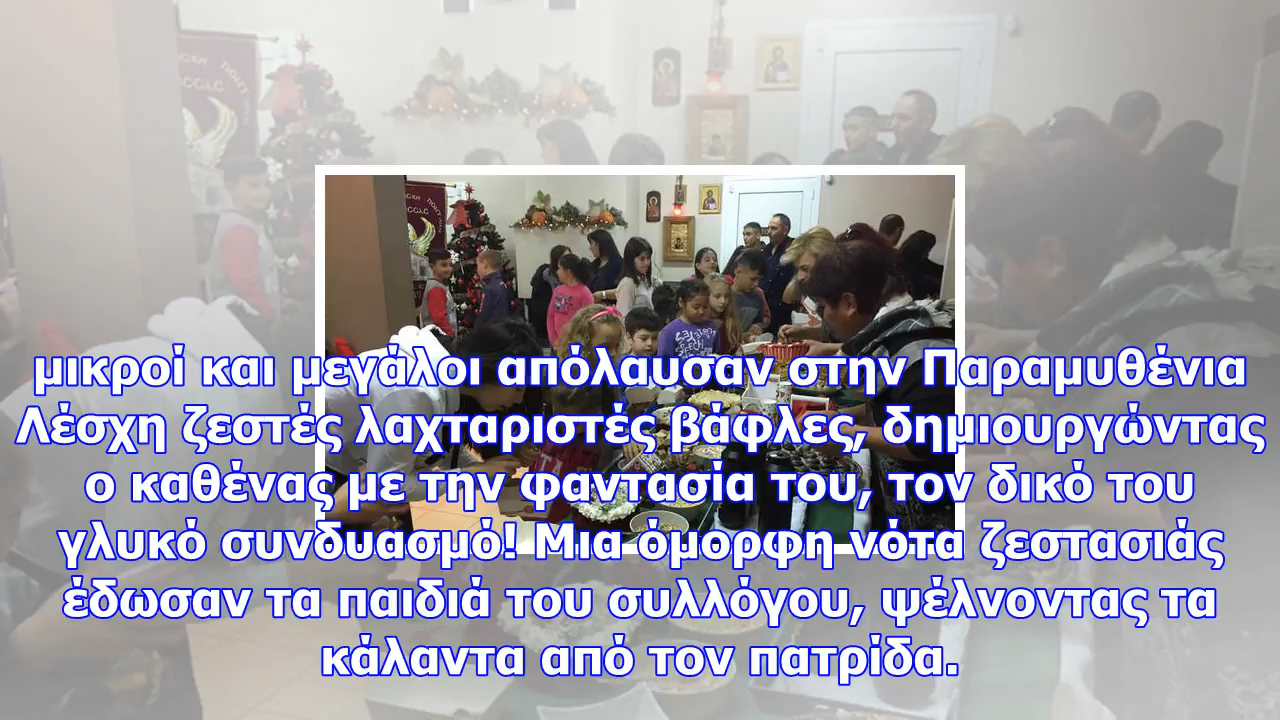 μικροί και μεγάλοι απόλαυσαν στην Παραμυθένια
Λέσχη ζεστές λαχταριστές βάφλες, δημιουργώντας
ο καθένας με την φαντασία του, τον δικό του
γλυκό συνδυασμό! Μια όμορφη νότα ζεστασιάς
έδωσαν τα παιδιά του συλλόγου, ψέλνοντας τα
κάλαντα από τον πατρίδα.